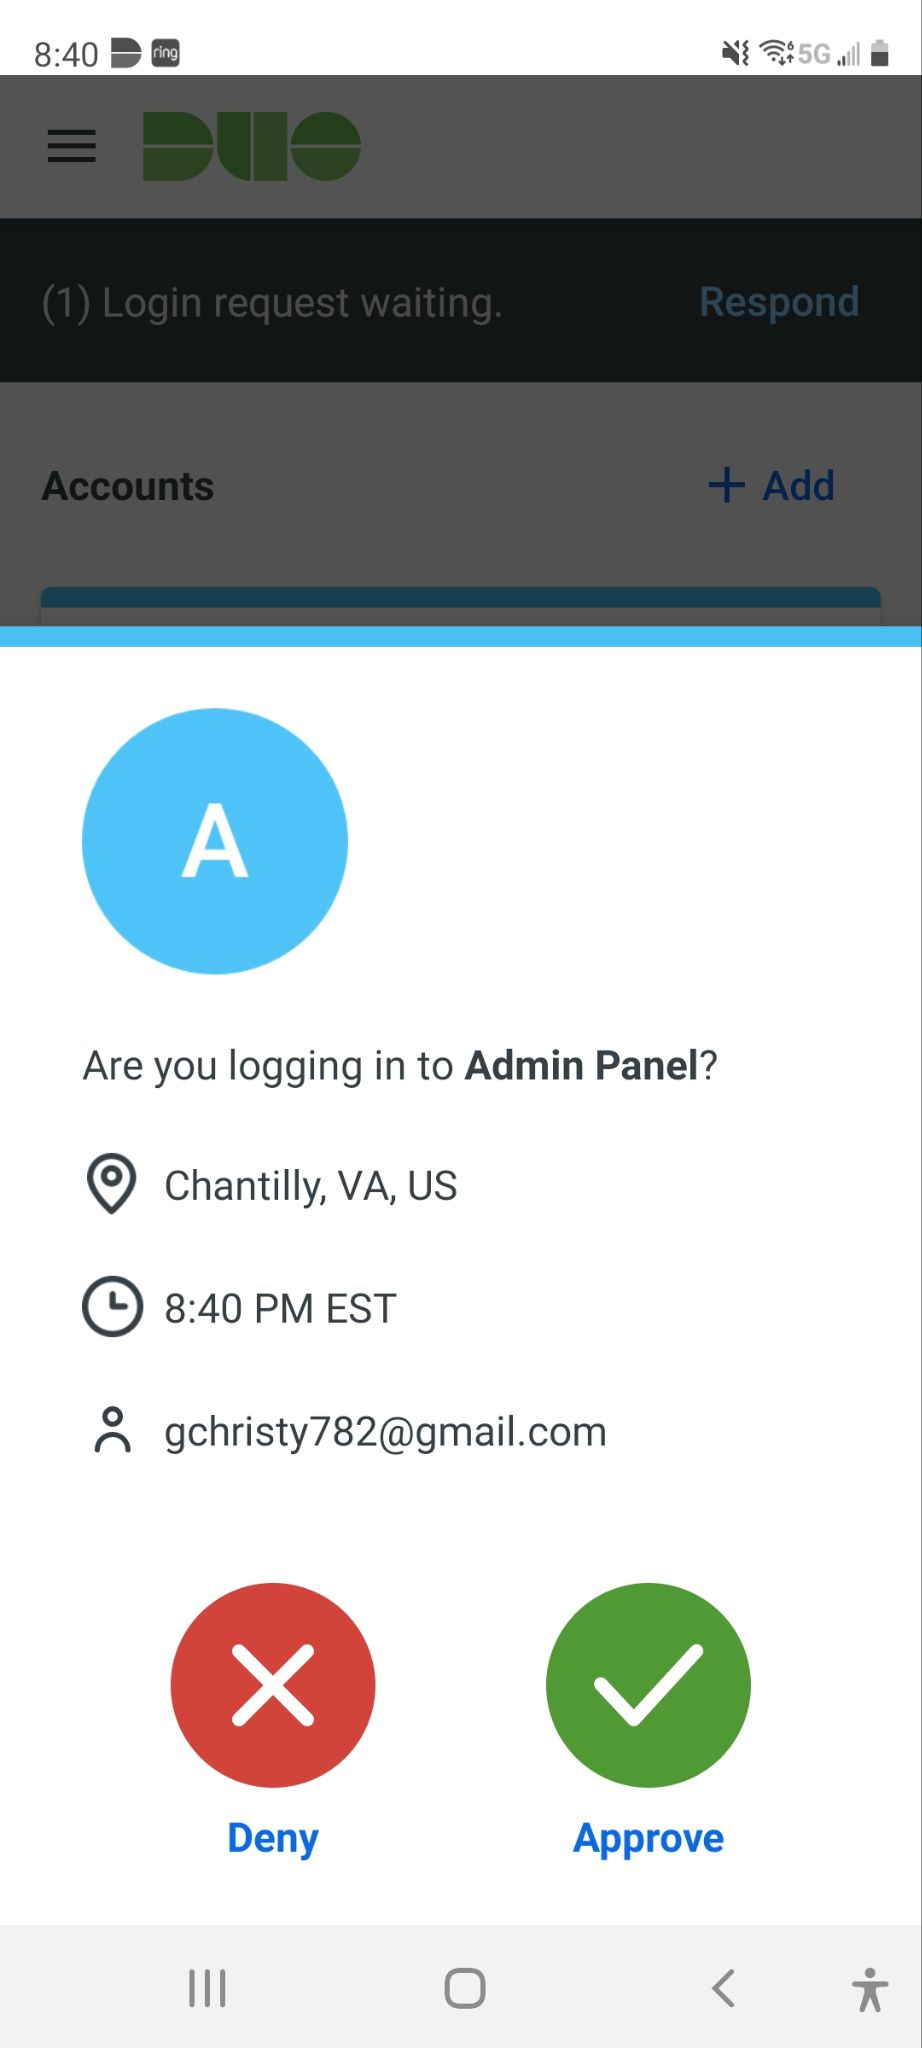 8:40 ring 5G
DUO
(1) Login request waiting. Respond
Accounts + Add
A
Are you logging in to Admin Panel?
Chantilly, VA, US
8:40 PM EST
gchristy782@gmail.com
Deny Approve